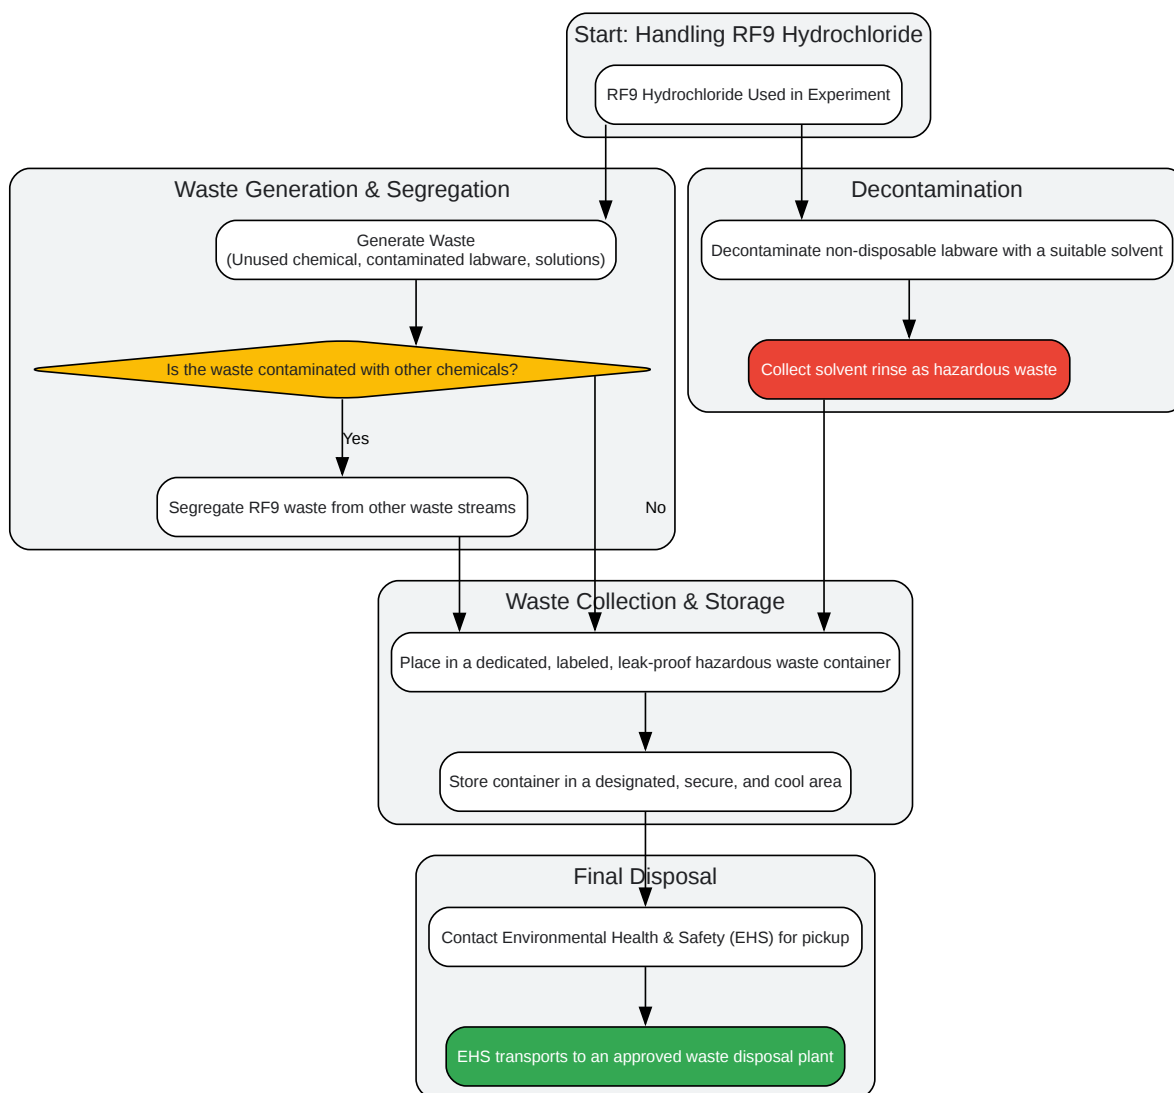 Start: Handling RF9 Hydrochloride
RF9 Hydrochloride Used in Experiment
Waste Generation & Segregation
Generate Waste
(Unused chemical, contaminated labware, solutions)
Is the waste contaminated with other chemicals?
Yes
Segregate RF9 waste from other waste streams
No
Decontamination
Decontaminate non-disposable labware with a suitable solvent
Collect solvent rinse as hazardous waste
Waste Collection & Storage
Place in a dedicated, labeled, leak-proof hazardous waste container
Store container in a designated, secure, and cool area
Final Disposal
Contact Environmental Health & Safety (EHS) for pickup
EHS transports to an approved waste disposal plant